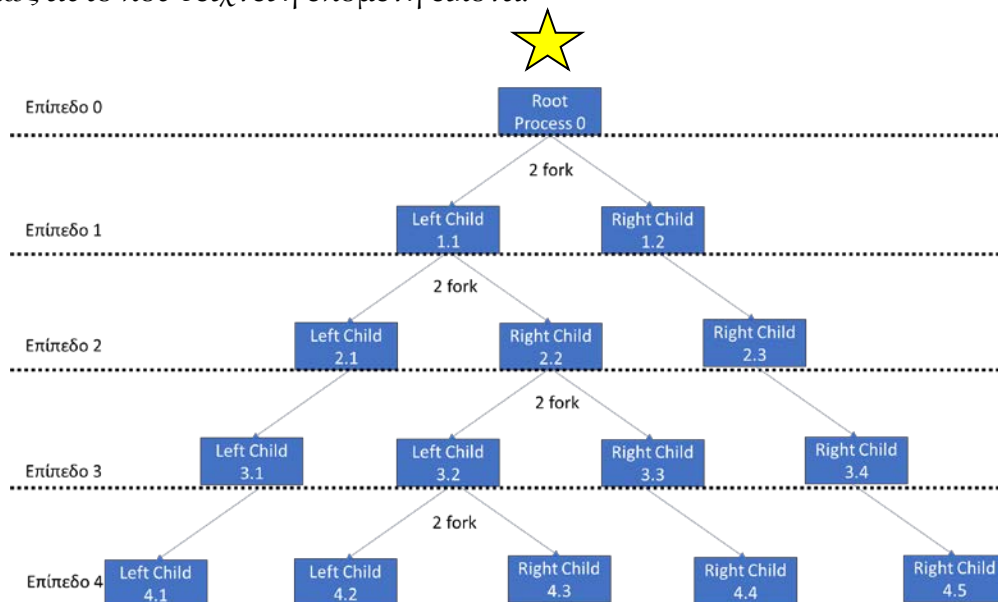 που δείχνει η επόμενη εικόνα.
Root
Επίπεδο 0
Process 0
2 fork
Left Child
Right Child
Επίπεδο 1
1.1
1.2
2 fork
Left Child
Right Child
Right Child
Επίπεδο 2
2.1
2.2
2.3
2 fork
Left Child
Left Child
Right Child
Right Child
Επίπεδο 3
3.1
3.2
3.3
3.4
2 fork
Επίπεδο 4
Left Child
Left Child
Right Child
Right Child
Right Child
4.1
4.2
4.3
4.4
4.5